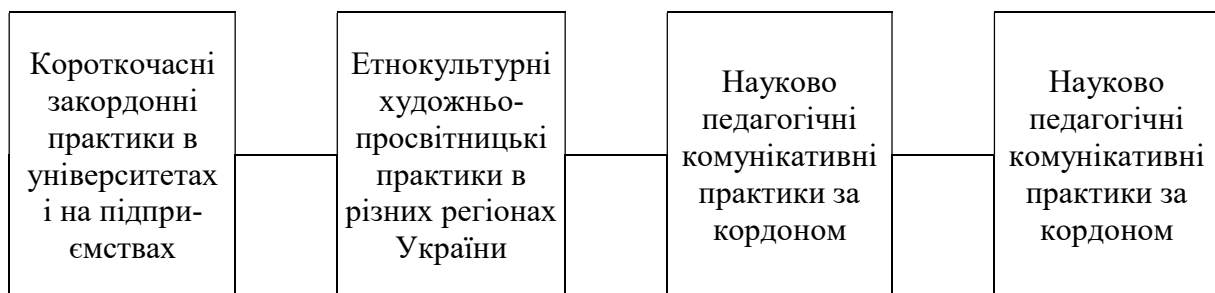 Короткочасні
закордонні
практики в
університетах
і на підпри-
ємствах
Етнокультурні
художньо-
просвітницькі
практики в
різних регіонах
України
Науково
педагогічні
комунікативні
практики за
кордоном
Науково
педагогічні
комунікативні
практики за
кордоном